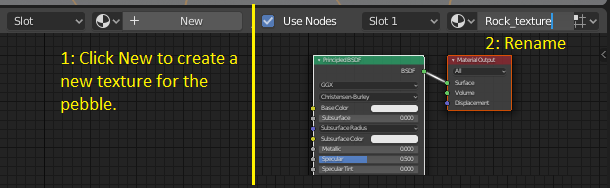 Slot
New
1: Click New to create a
new texture for the
pebble.
Use Nodes
Slot 1
Rock_texture
2: Rename
Principled BSDF
BSDF
GGX
Christensen-Burley
Base Color
Subsurface 0.000
Subsurface Radius
Subsurface Color
Metallic 0.000
Specular 0.500
Specular Tint 0.000
Material Output
All
Surface
Volume
Displacement